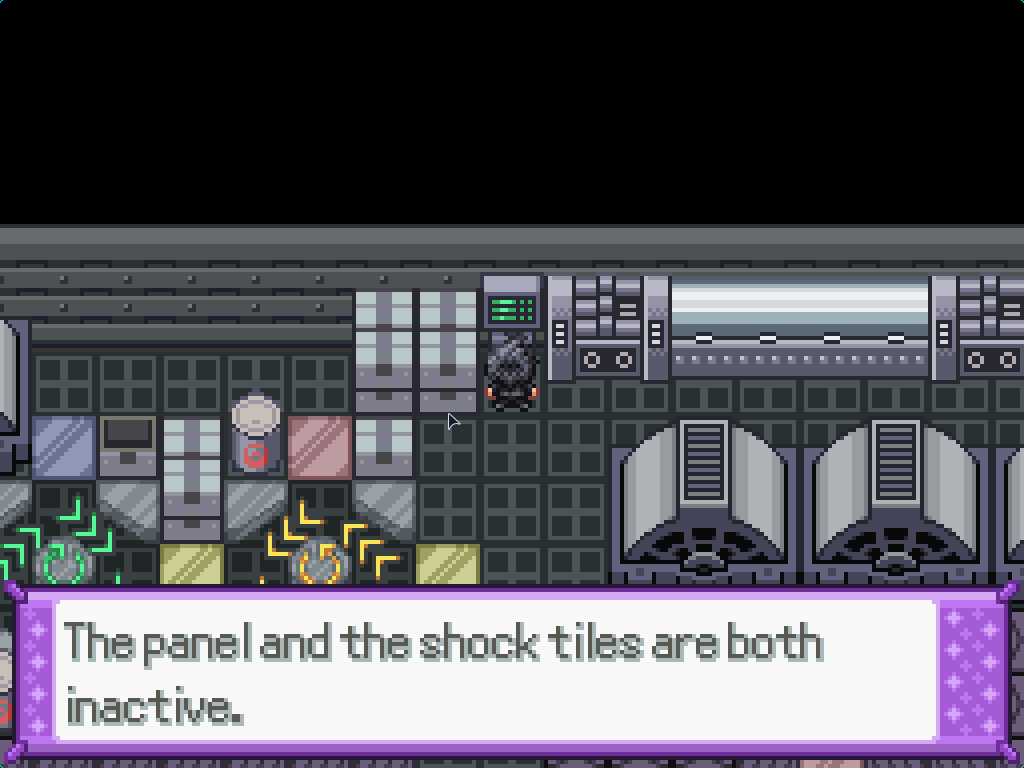 The panel and the shock tiles are both
inactive.